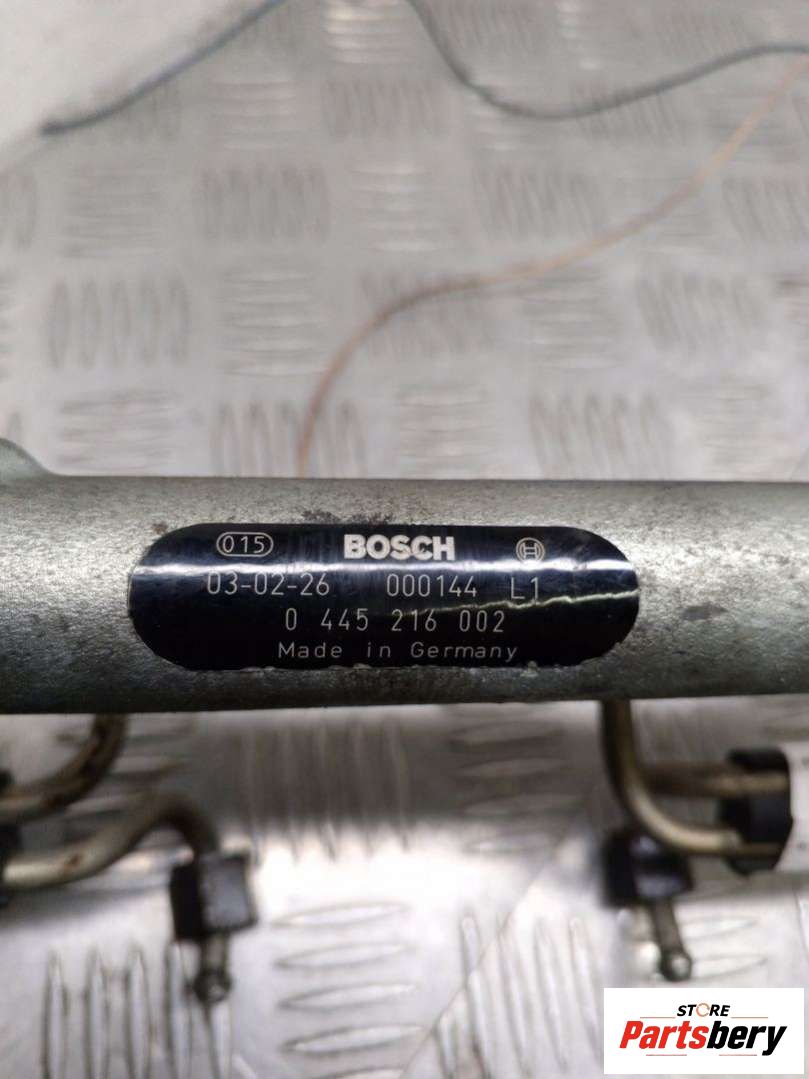 015 BOSCH
03-02-26 000144 L1
0 445 216 002
Made in Germany
STORE
Partsbery